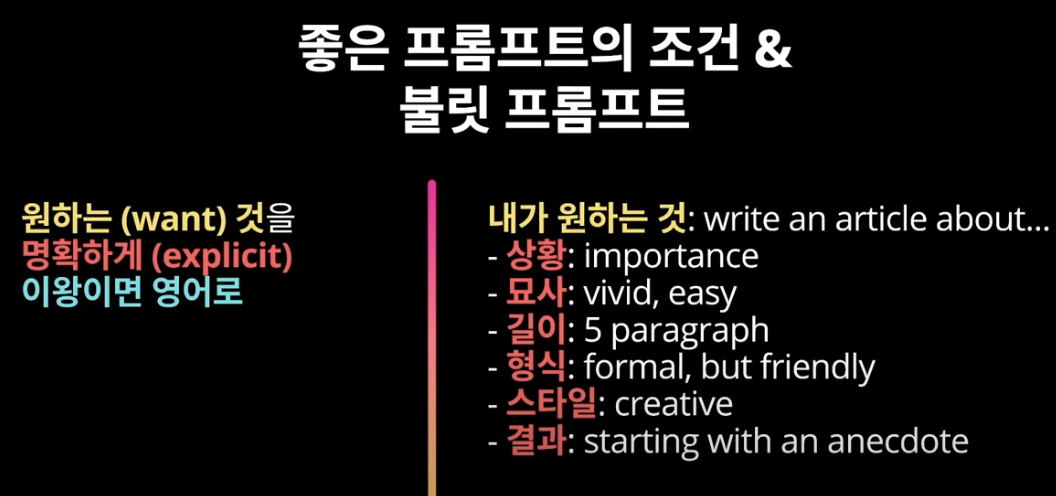 좋은 프롬프트의 조건 &
불릿 프롬프트
원하는 (want) 것을
명확하게 (explicit)
이왕이면 영어로
내가 원하는 것: write an article about...
- 상황: importance
- 묘사: vivid, easy
- 길이: 5 paragraph
- 형식: formal, but friendly
- 스타일: creative
- 결과: starting with an anecdote